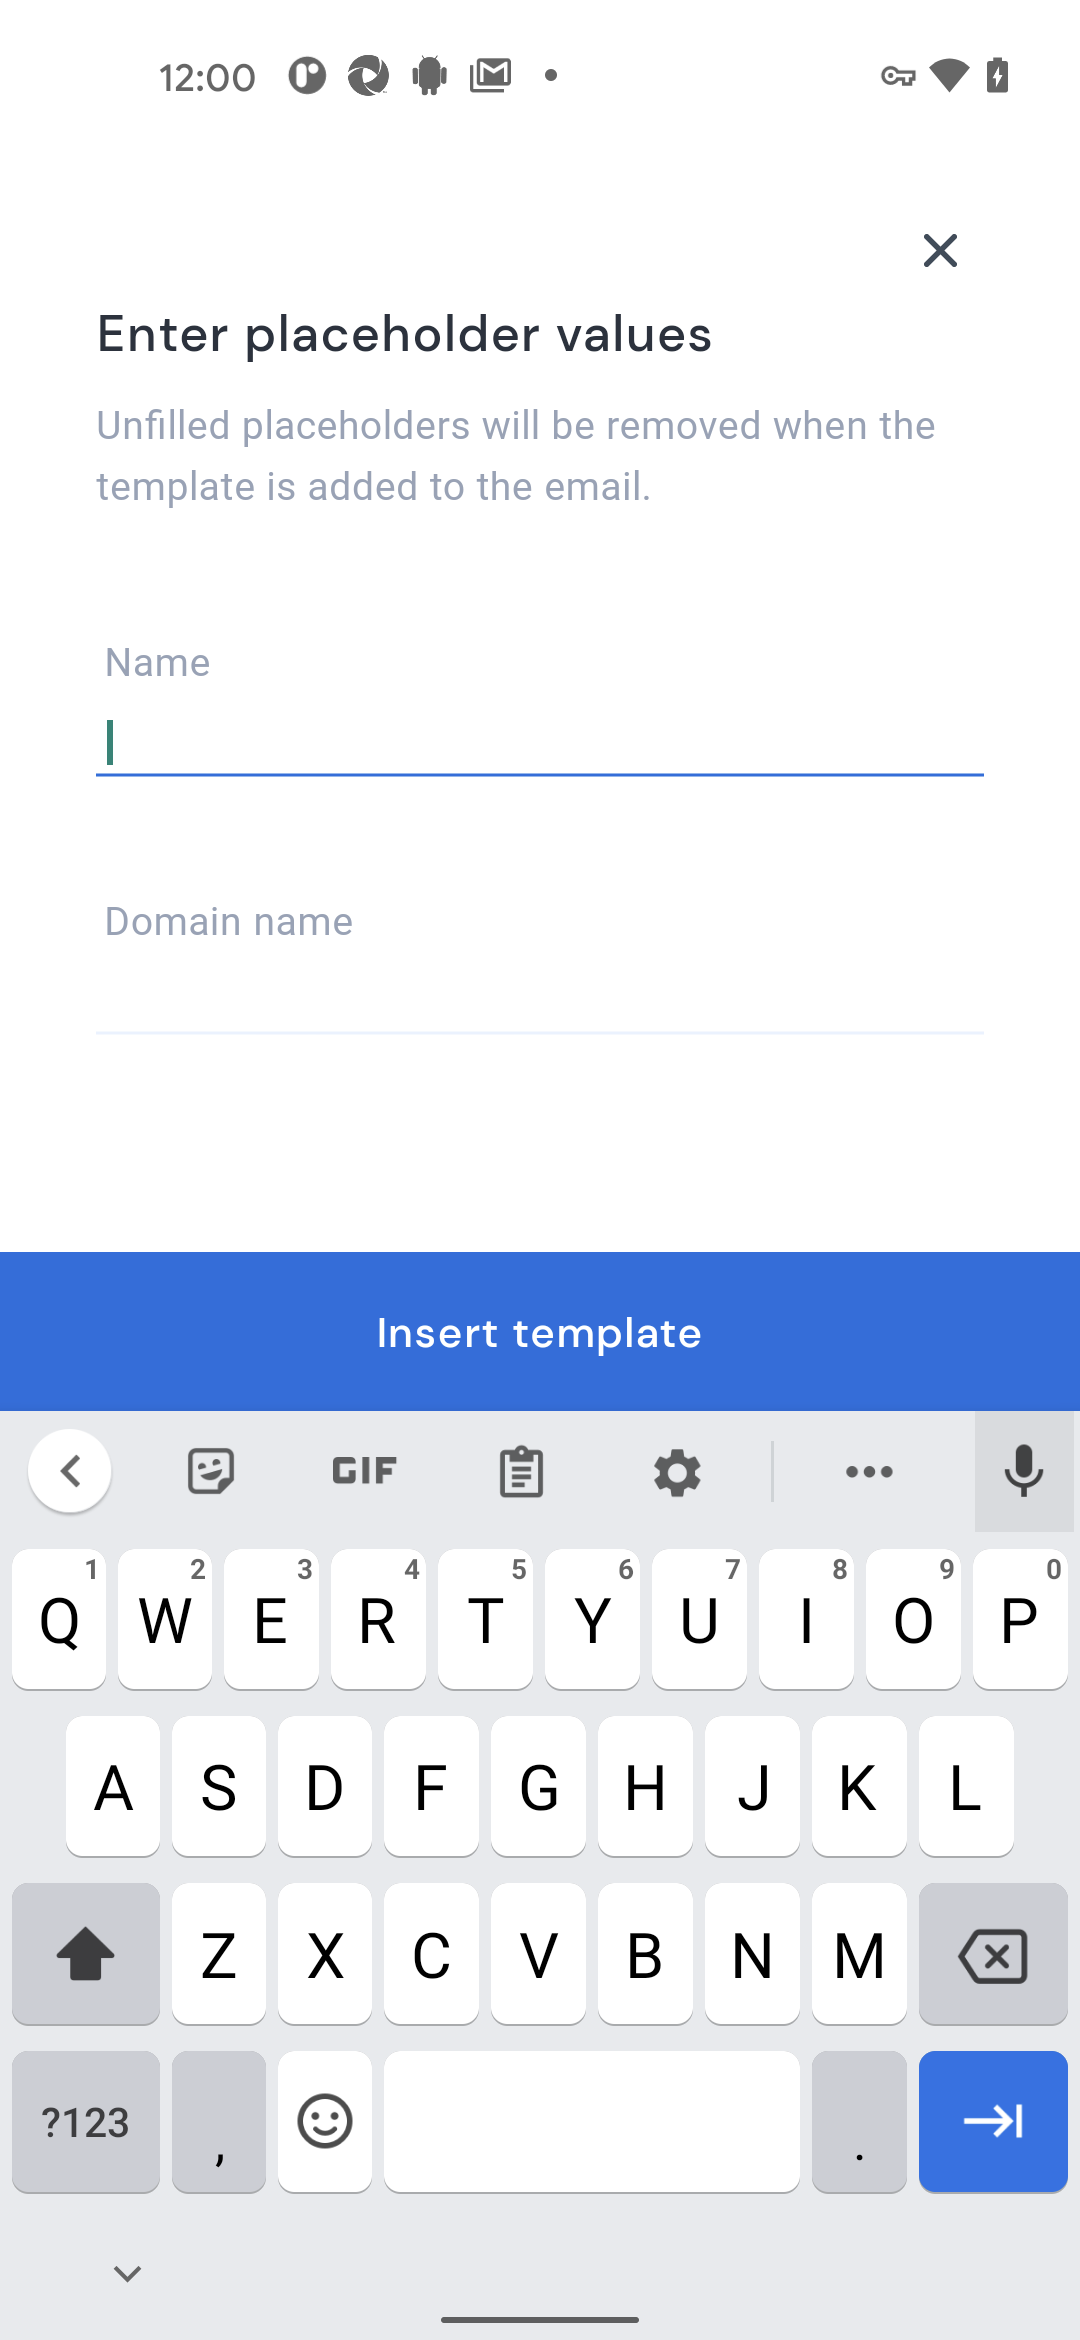 12:00
Enter placeholder values
Unfilled placeholders will be removed when the
template is added to the email.
Name
Domain name
Insert template
GIF
1 2 3 4 5 6 7 8 9 0
Q W E R T Y U I O P
A S D F G H J K L
Z X C V B N M
?123 , .